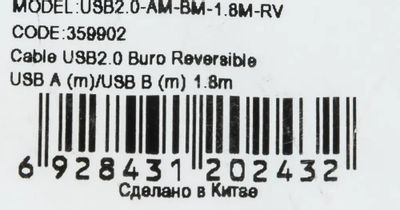 MODEL:USB2.0-AM-BM-1.8M-RV
CODE:359902
Cable USB2.0 Buro Reversible
USB A (m)/USB B (m) 1.8m
6 928431 202432
Сделано в Китае